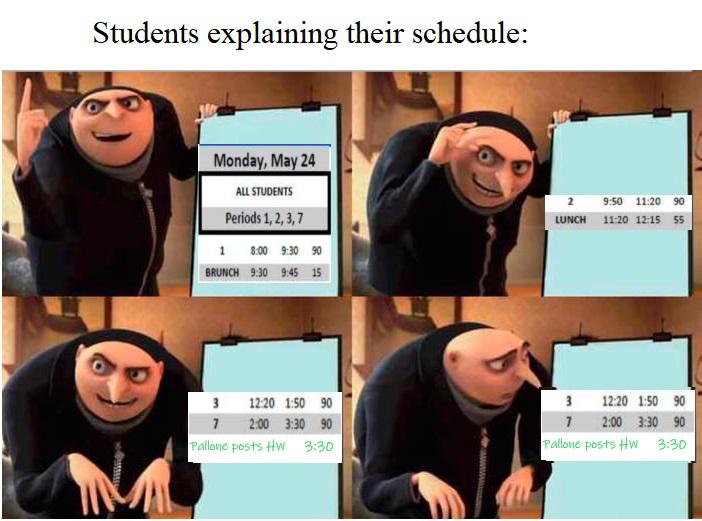 Students explaining their schedule:
Monday, May 24
ALL STUDENTS
Periods 1, 2, 3, 7
1 8:00 9:30 90
BRUNCH 9:30 9:45 15
2 9:50 11:20 90
LUNCH 11:20 12:15 55
3 12:20 1:50 90
7 2:00 3:30 90
Pallone posts HW 3:30
3 12:20 1:50 90
7 2:00 3:30 90
Pallone posts HW 3:30